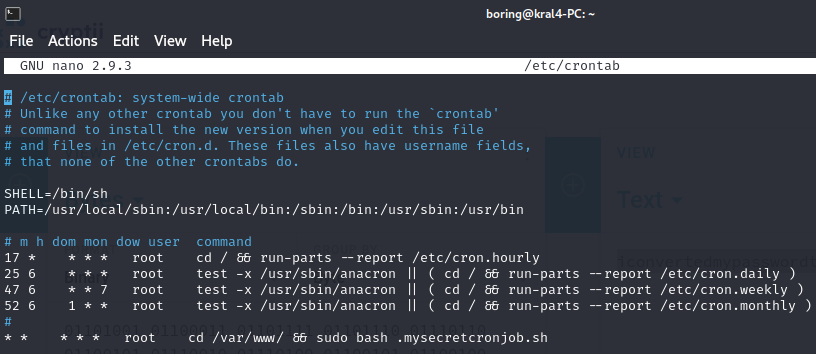 boring@kral4-PC: ~
File Actions Edit View Help
GNU nano 2.9.3 /etc/crontab
# /etc/crontab: system-wide crontab
# Unlike any other crontab you don't have to run the `crontab'
# command to install the new version when you edit this file
# and files in /etc/cron.d. These files also have username fields,
# that none of the other crontabs do.
SHELL=/bin/sh
PATH=/usr/local/sbin:/usr/local/bin:/sbin:/bin:/usr/sbin:/usr/bin
# m h dom mon dow user command
17 * * * * root cd / && run-parts --report /etc/cron.hourly
25 6 * * * root test -x /usr/sbin/anacron || ( cd / && run-parts --report /etc/cron.daily )
47 6 * * 7 root test -x /usr/sbin/anacron || ( cd / && run-parts --report /etc/cron.weekly )
52 6 1 * * root test -x /usr/sbin/anacron || ( cd / && run-parts --report /etc/cron.monthly )
#
* * * * * root cd /var/www/ && sudo bash .mysecretcronjob.sh
cryptii
VIEW
Text